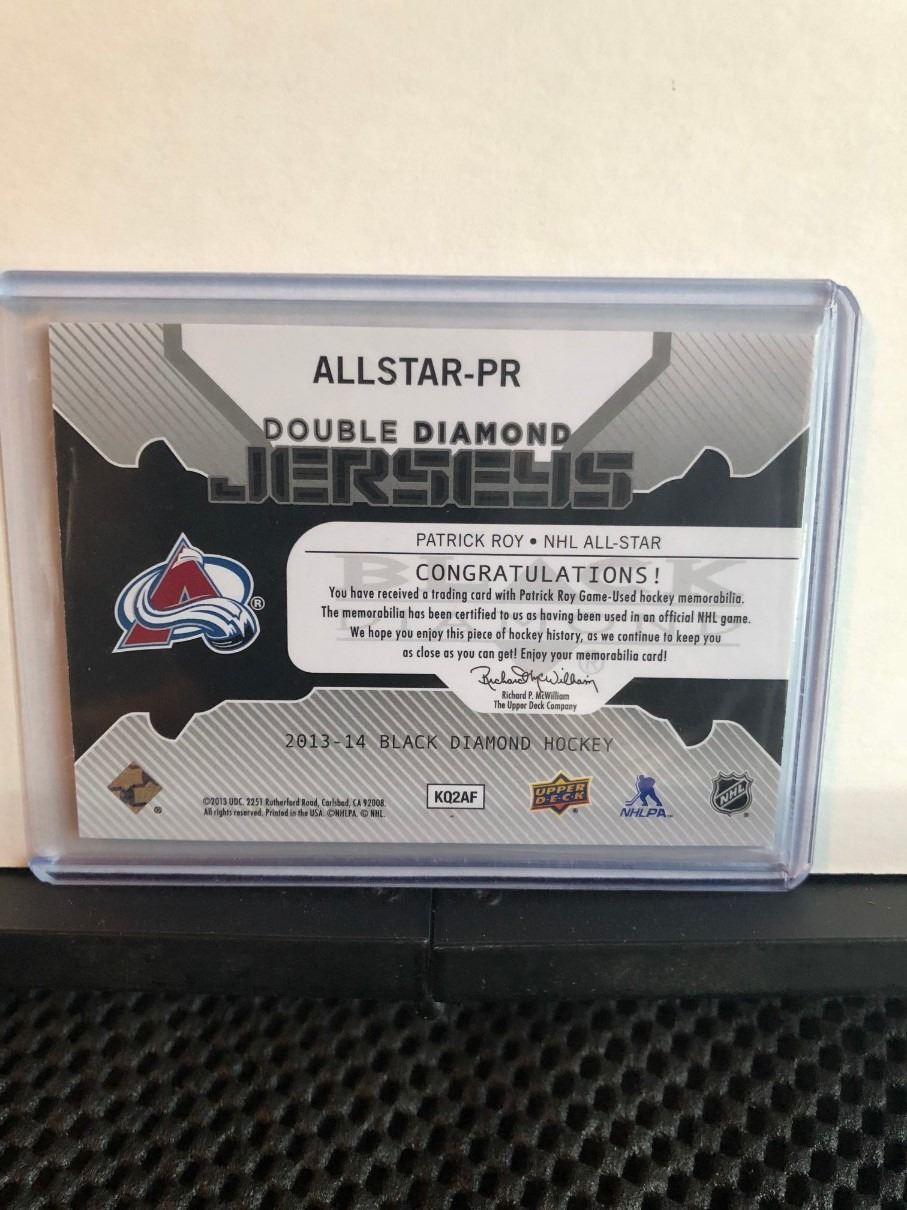 ALLSTAR-PR
DOUBLE DIAMOND
JERSEYS
PATRICK ROY • NHL ALL-STAR
BLACK
DIAMOND
CONGRATULATIONS!
You have received a trading card with Patrick Roy Game-Used hockey memorabilia.
The memorabilia has been certified to us as having been used in an official NHL game.
We hope you enjoy this piece of hockey history, as we continue to keep you
as close as you can get! Enjoy your memorabilia card!
Richard P. McWilliam
Richard P. McWilliam
The Upper Deck Company
A ®
2013-14 BLACK DIAMOND HOCKEY
©2013 UDC. 2251 Rutherford Road, Carlsbad, CA 92008.
All rights reserved. Printed in the USA. ©NHLPA. © NHL.
KQ2AF
UPPER
DECK
NHLPA™
NHL